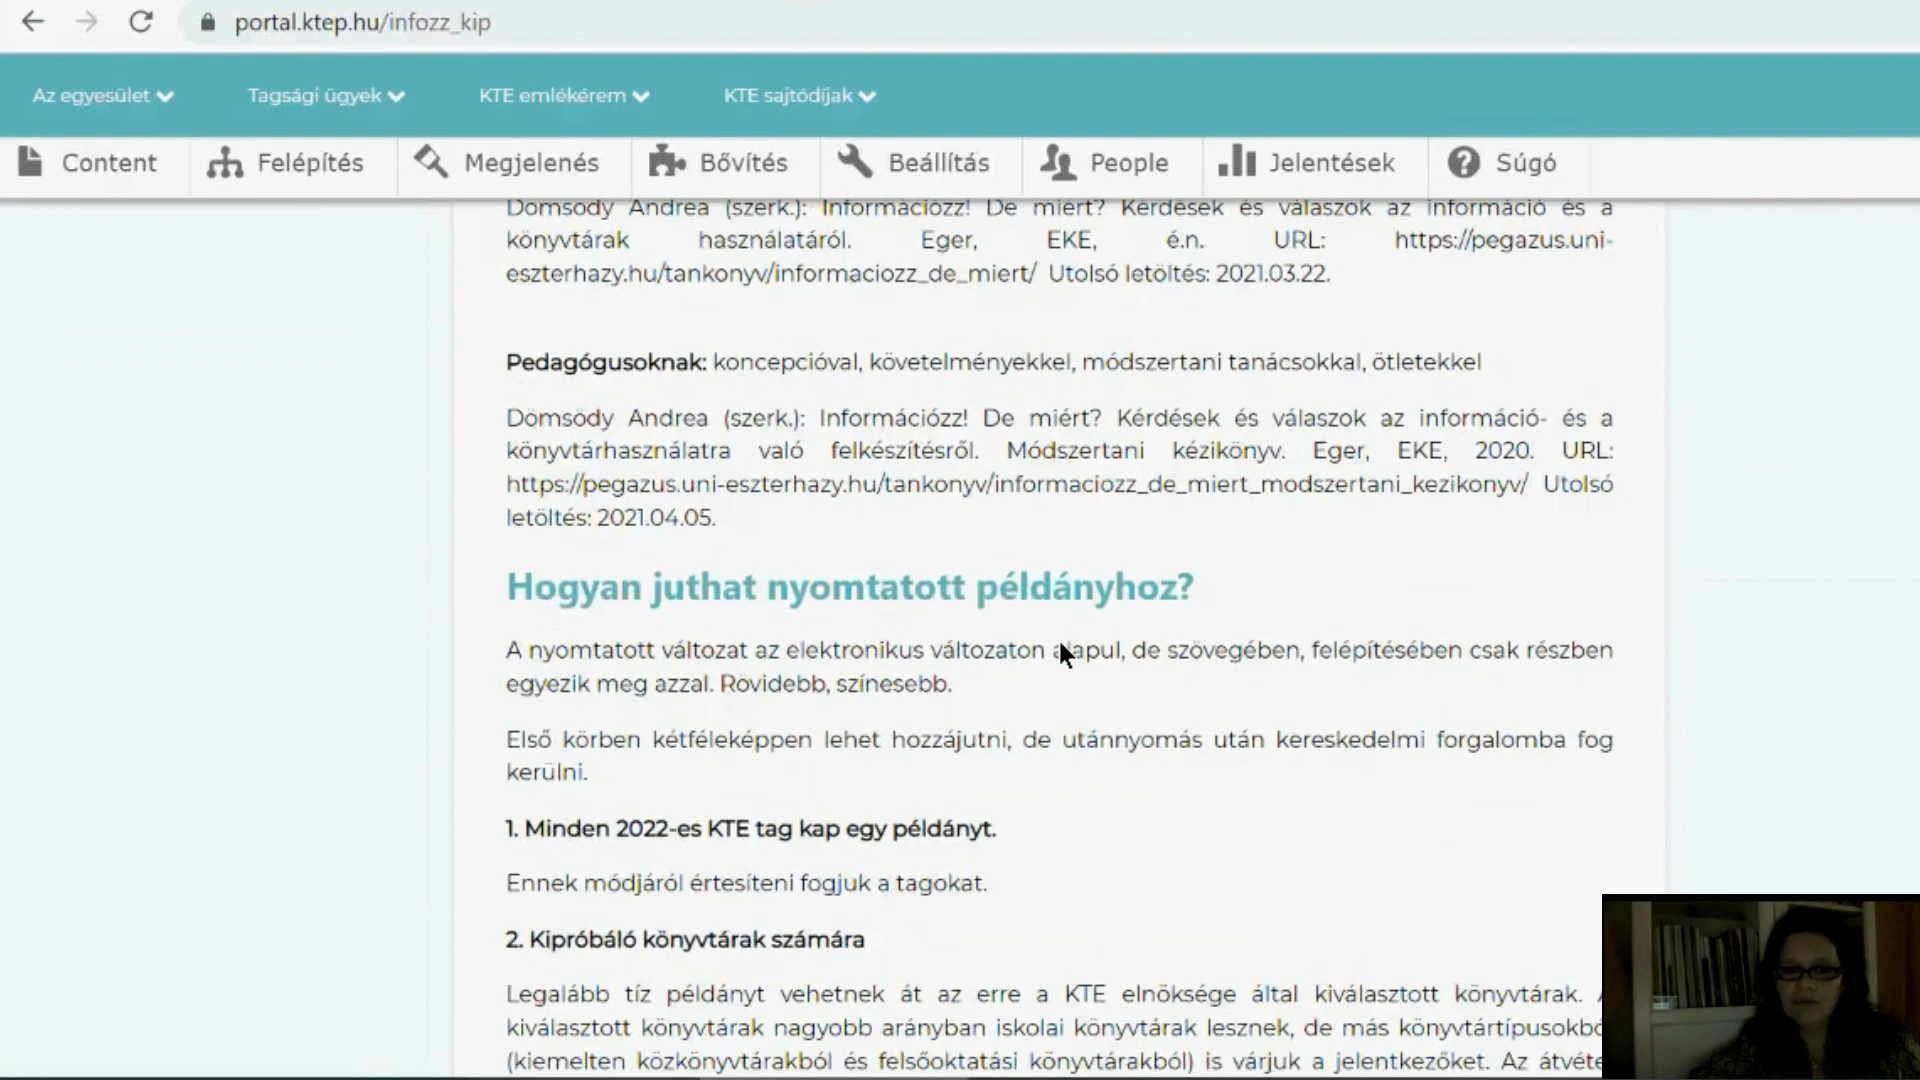 portal.ktep.hu/infozz_kip
Az egyesület
Tagsági ügyek
KTE emlékérem
KTE sajtódíjak
Content
Felépítés
Megjelenés
Bővítés
Beállítás
People
Jelentések
Súgó
Dömsödy Andrea (szerk.): Információzz! De miért? Kérdések és válaszok az információ és a
könyvtárak használatáról. Eger, EKE, é.n. URL: https://pegazus.uni-
eszterhazy.hu/tankonyv/informaciozz_de_miert/ Utolsó letöltés: 2021.03.22.
Pedagógusoknak: koncepcióval, követelményekkel, módszertani tanácsokkal, ötletekkel
Dömsödy Andrea (szerk.): Információzz! De miért? Kérdések és válaszok az információ- és a
könyvtárhasználatra való felkészítésről. Módszertani kézikönyv. Eger, EKE, 2020. URL:
https://pegazus.uni-eszterhazy.hu/tankonyv/informaciozz_de_miert_modszertani_kezikonyv/ Utolsó
letöltés: 2021.04.05.
Hogyan juthat nyomtatott példányhoz?
A nyomtatott változat az elektronikus változaton alapul, de szövegében, felépítésében csak részben
egyezik meg azzal. Rövidebb, színesebb.
Első körben kétféleképpen lehet hozzájutni, de utánnyomás után kereskedelmi forgalomba fog
kerülni.
1. Minden 2022-es KTE tag kap egy példányt.
Ennek módjáról értesíteni fogjuk a tagokat.
2. Kipróbáló könyvtárak számára
Legalább tíz példányt vehetnek át az erre a KTE elnöksége által kiválasztott könyvtárak.
kiválasztott könyvtárak nagyobb arányban iskolai könyvtárak lesznek, de más
(kiemelten közkönyvtárakból és felsőoktatási könyvtárakból) is várjuk a jelentkezőket. Az